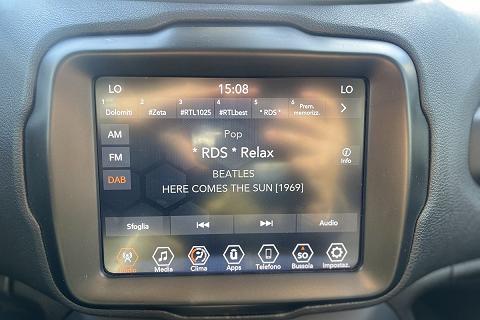 LO 15:08 LO
1 Dolomiti 2 #Zeta 3 #RTL1025 4 #RTLbest 5 * RDS * 6 Prem. memorizz.
AM
Pop
* RDS * Relax
FM
Info
BEATLES
DAB
HERE COMES THE SUN [1969]
Sfoglia Audio
Radio Media Clima Apps Telefono SO Bussola Impostaz.